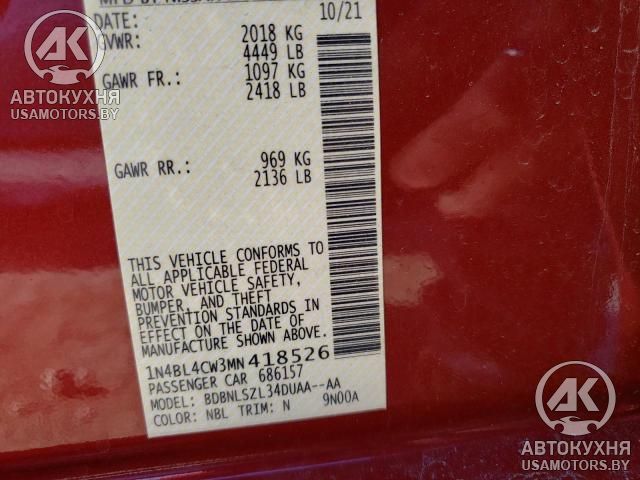 DATE: 10/21
GVWR: 2018 KG
4449 LB
GAWR FR.: 1097 KG
2418 LB
GAWR RR.: 969 KG
2136 LB
THIS VEHICLE CONFORMS TO
ALL APPLICABLE FEDERAL
MOTOR VEHICLE SAFETY,
BUMPER, AND THEFT
PREVENTION STANDARDS IN
EFFECT ON THE DATE OF
MANUFACTURE SHOWN ABOVE.
1N4BL4CW3MN418526
PASSENGER CAR 686157
MODEL: BDBNLSZL34DUAA--AA
COLOR: NBL TRIM: N 9N00A
АК
АВТОКУХНЯ
USAMOTORS.BY
АК
АВТОКУХНЯ
USAMOTORS.BY